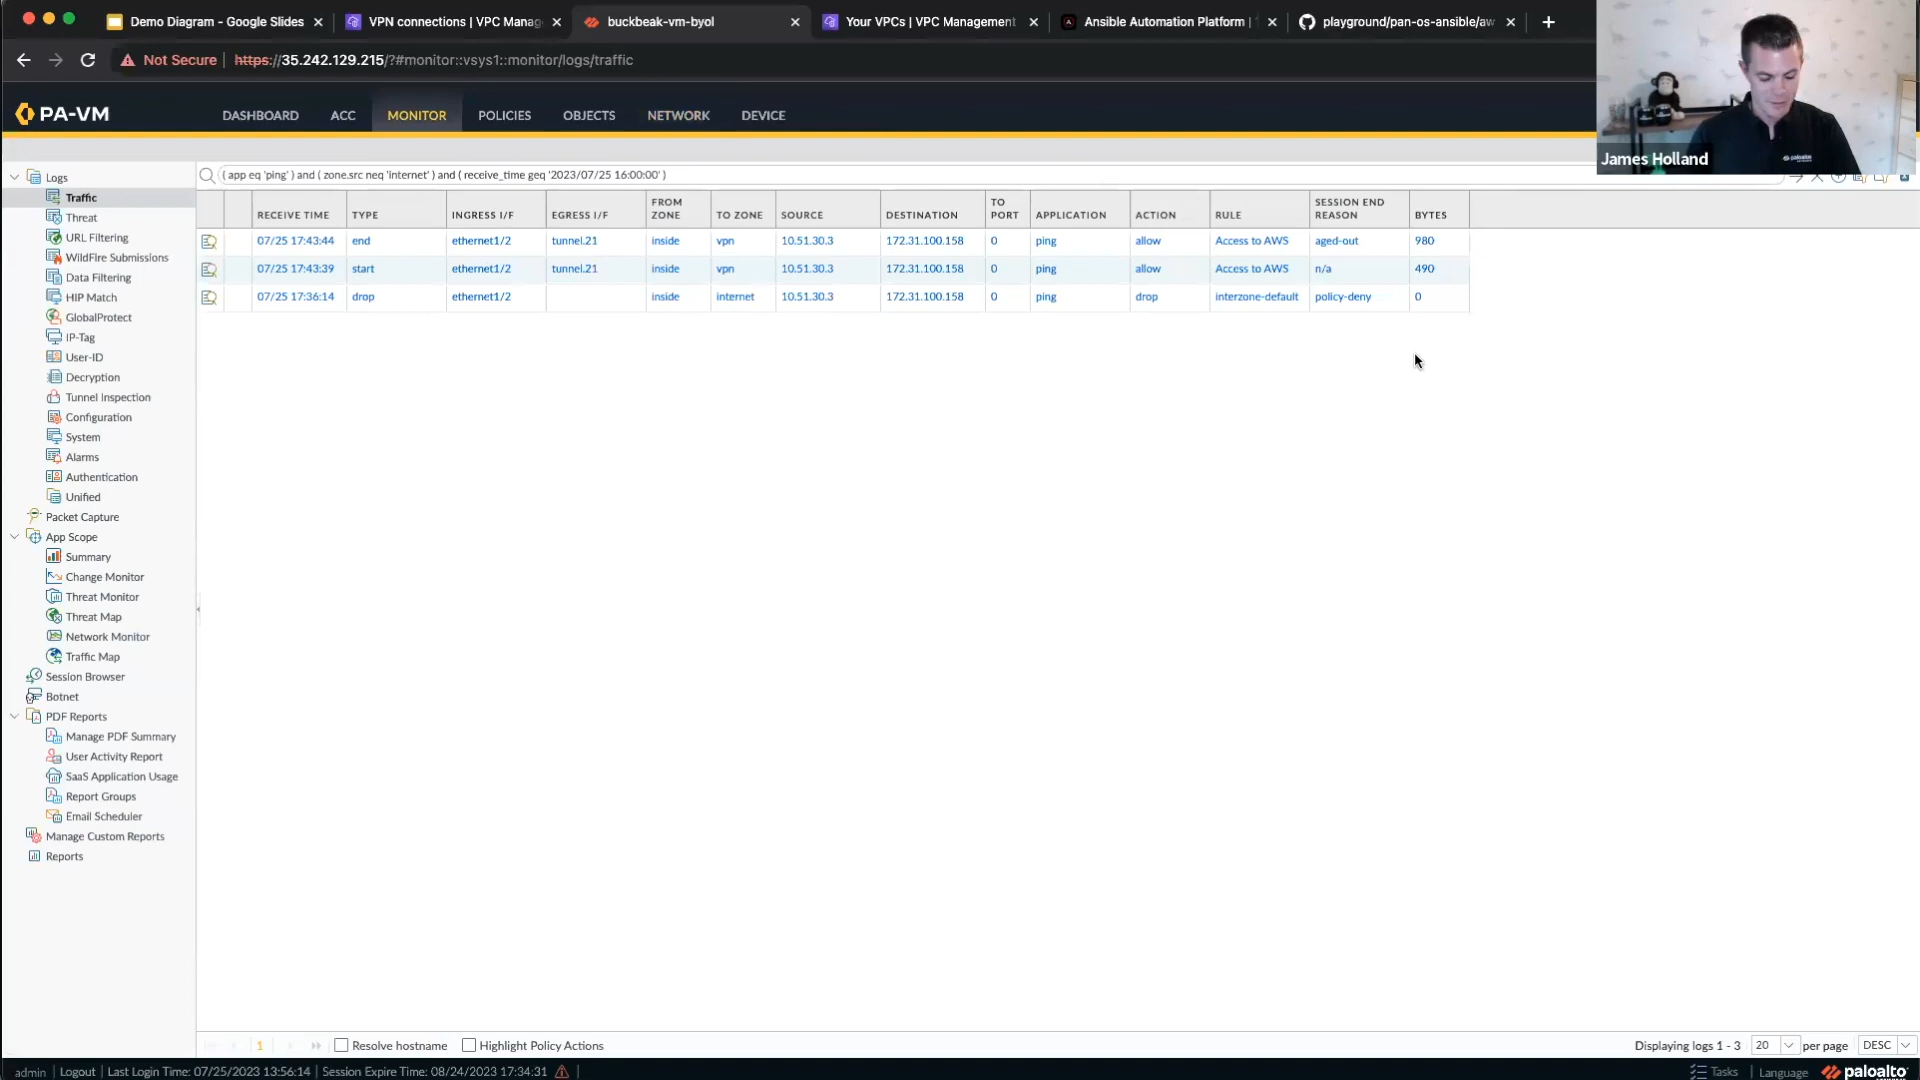 Demo Diagram - Google Slides
VPN connections | VPC Manag
buckbeak-vm-byol
Your VPCs | VPC Management
Ansible Automation Platform |
playground/pan-os-ansible/aw
Not Secure | https://35.242.129.215/?#monitor::vsys1::monitor/logs/traffic
PA-VM
DASHBOARD
ACC
MONITOR
POLICIES
OBJECTS
NETWORK
DEVICE
James Holland
( app eq 'ping' ) and ( zone.src neq 'internet' ) and ( receive_time geq '2023/07/25 16:00:00' )
Logs
Traffic
Threat
URL Filtering
WildFire Submissions
Data Filtering
HIP Match
GlobalProtect
IP-Tag
User-ID
Decryption
Tunnel Inspection
Configuration
System
Alarms
Authentication
Unified
Packet Capture
App Scope
Summary
Change Monitor
Threat Monitor
Threat Map
Network Monitor
Traffic Map
Session Browser
Botnet
PDF Reports
Manage PDF Summary
User Activity Report
SaaS Application Usage
Report Groups
Email Scheduler
Manage Custom Reports
Reports
RECEIVE TIME TYPE INGRESS I/F EGRESS I/F FROM ZONE TO ZONE SOURCE DESTINATION TO PORT APPLICATION ACTION RULE SESSION END REASON BYTES
07/25 17:43:44 end ethernet1/2 tunnel.21 inside vpn 10.51.30.3 172.31.100.158 0 ping allow Access to AWS aged-out 980
07/25 17:43:39 start ethernet1/2 tunnel.21 inside vpn 10.51.30.3 172.31.100.158 0 ping allow Access to AWS n/a 490
07/25 17:36:14 drop ethernet1/2 inside internet 10.51.30.3 172.31.100.158 0 ping drop interzone-default policy-deny 0
1 Resolve hostname Highlight Policy Actions
Displaying logs 1 - 3 20 per page DESC
admin | Logout | Last Login Time: 07/25/2023 13:56:14 | Session Expire Time: 08/24/2023 17:34:31 |
Tasks | Language paloalto